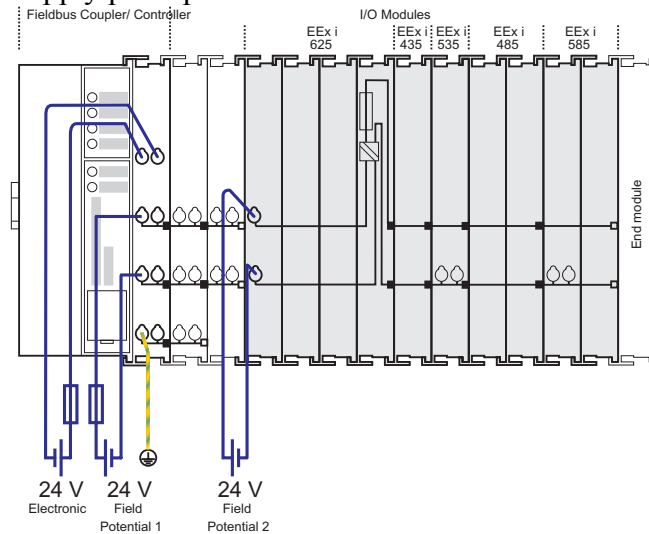 Fieldbus Coupler/ Controller
I/O Modules
EEx i
625
EEx i
435
EEx i
535
EEx i
485
EEx i
585
End module
24 V
Electronic
24 V
Field
Potential 1
24 V
Field
Potential 2